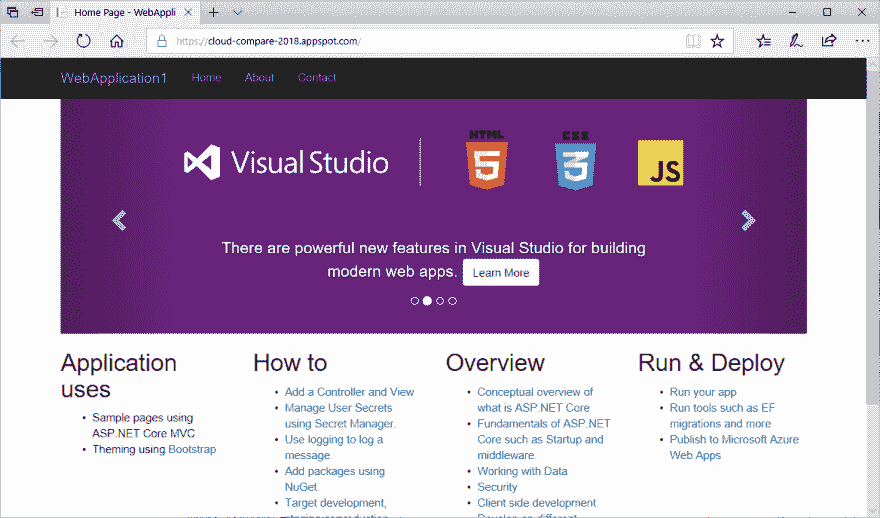 Home Page - WebAppli
https://cloud-compare-2018.appspot.com/
WebApplication1 Home About Contact
Visual Studio
HTML
5
CSS
3
JS
There are powerful new features in Visual Studio for building
modern web apps. Learn More
Application
uses
Sample pages using
ASP.NET Core MVC
Theming using Bootstrap
How to
Add a Controller and View
Manage User Secrets
using Secret Manager.
Use logging to log a
message.
Add packages using
NuGet
Target development,
Overview
Conceptual overview of
what is ASP.NET Core
Fundamentals of ASP.NET
Core such as Startup and
middleware.
Working with Data
Security
Client side development
Run & Deploy
Run your app
Run tools such as EF
migrations and more
Publish to Microsoft Azure
Web Apps